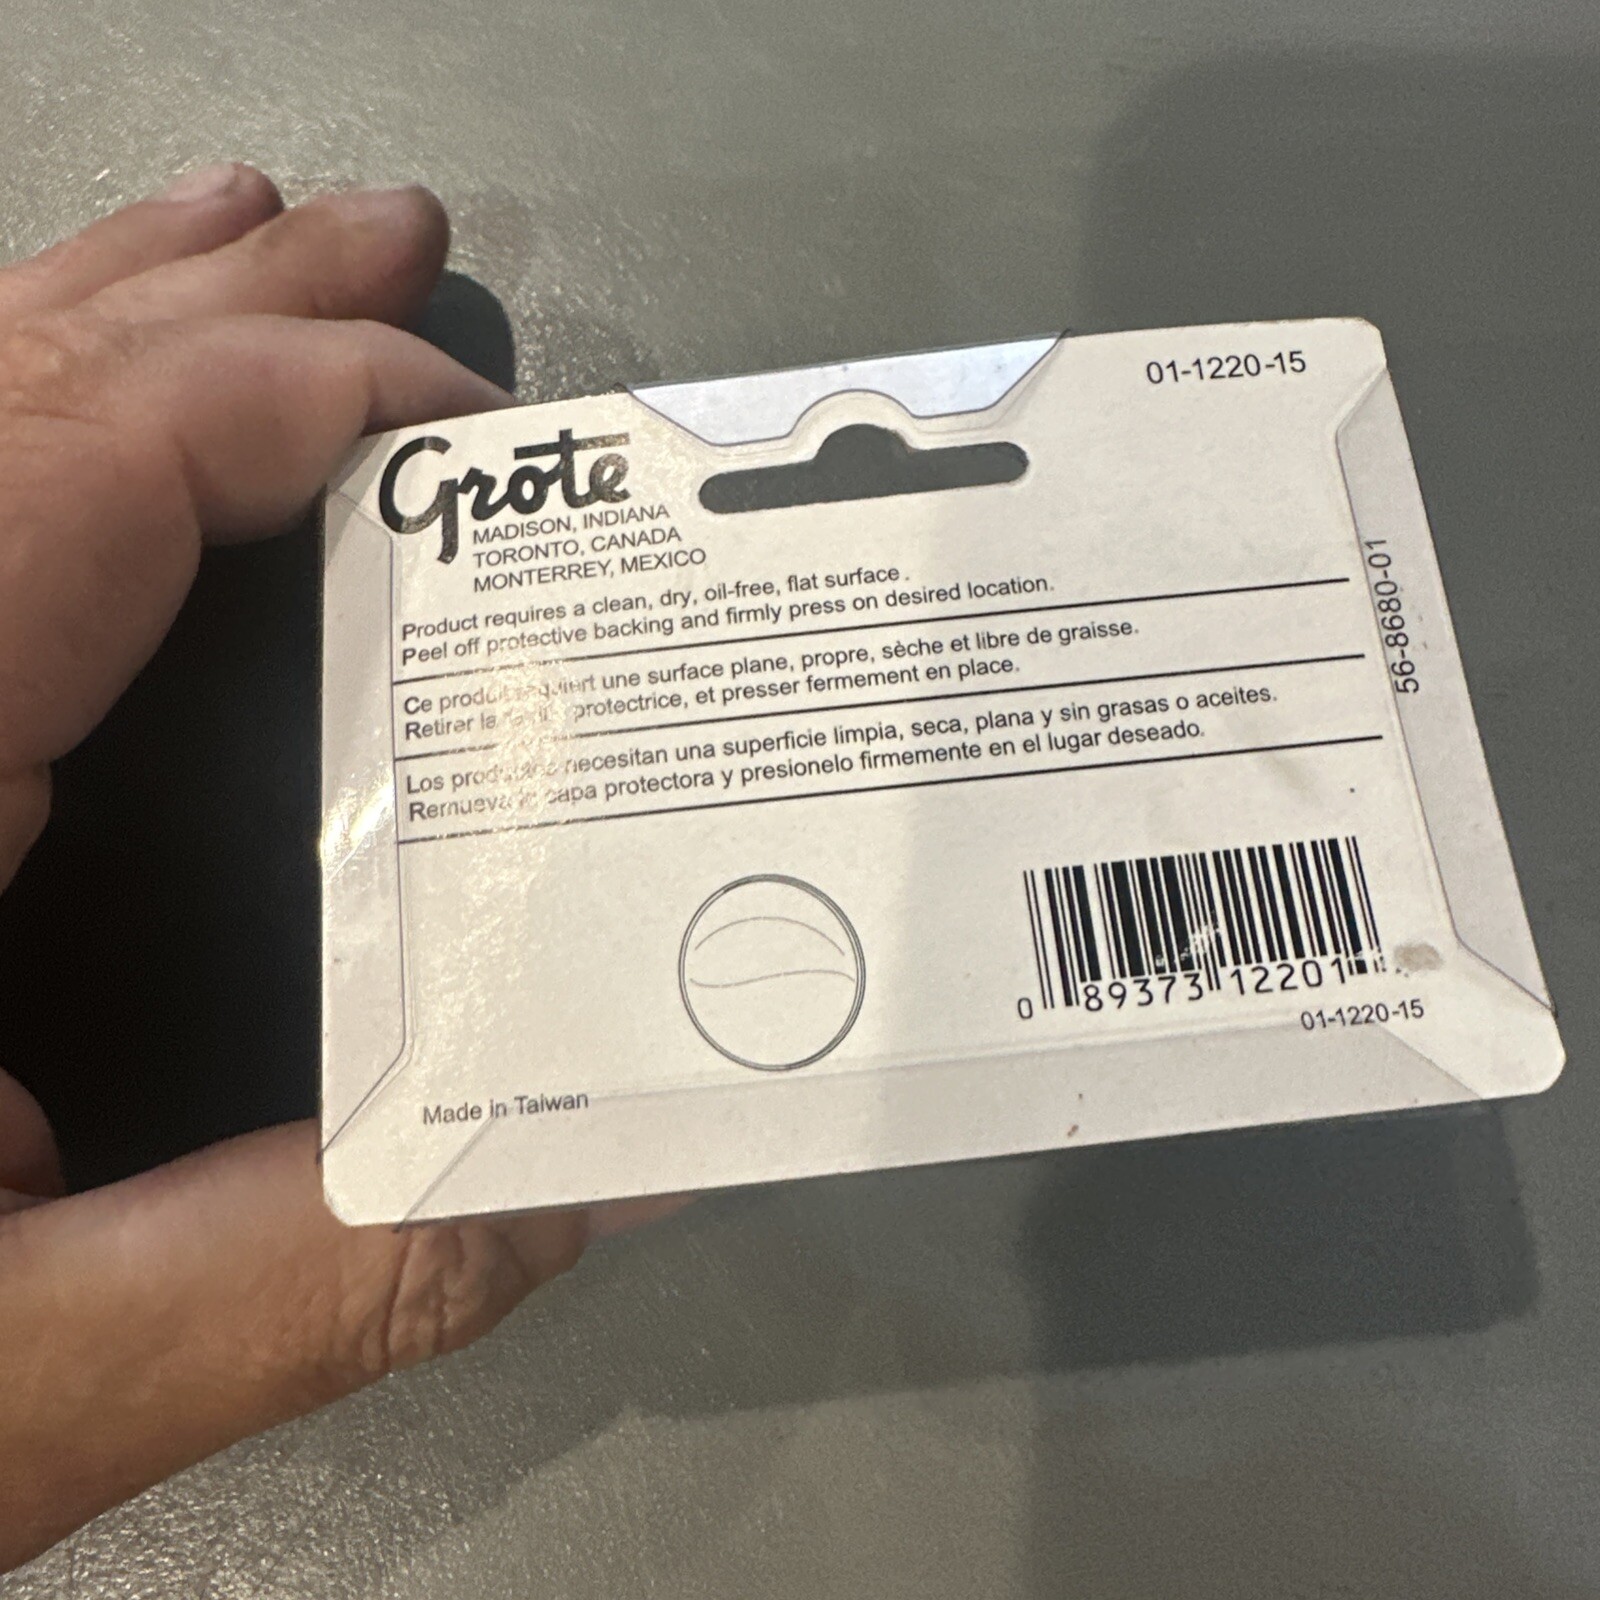 01-1220-15
Grote
MADISON, INDIANA
TORONTO, CANADA
MONTERREY, MEXICO
Product requires a clean, dry, oil-free, flat surface.
Peel off protective backing and firmly press on desired location.
Ce produit requiert une surface plane, propre, sèche et libre de graisse.
Retirer la protectrice, et presser fermement en place.
Los necesitan una superficie limpia, seca, plana y sin grasas o aceites.
Remueva capa protectora y presionelo firmemente en el lugar deseado.
56-8680-01
0 89373 12201
01-1220-15
Made in Taiwan